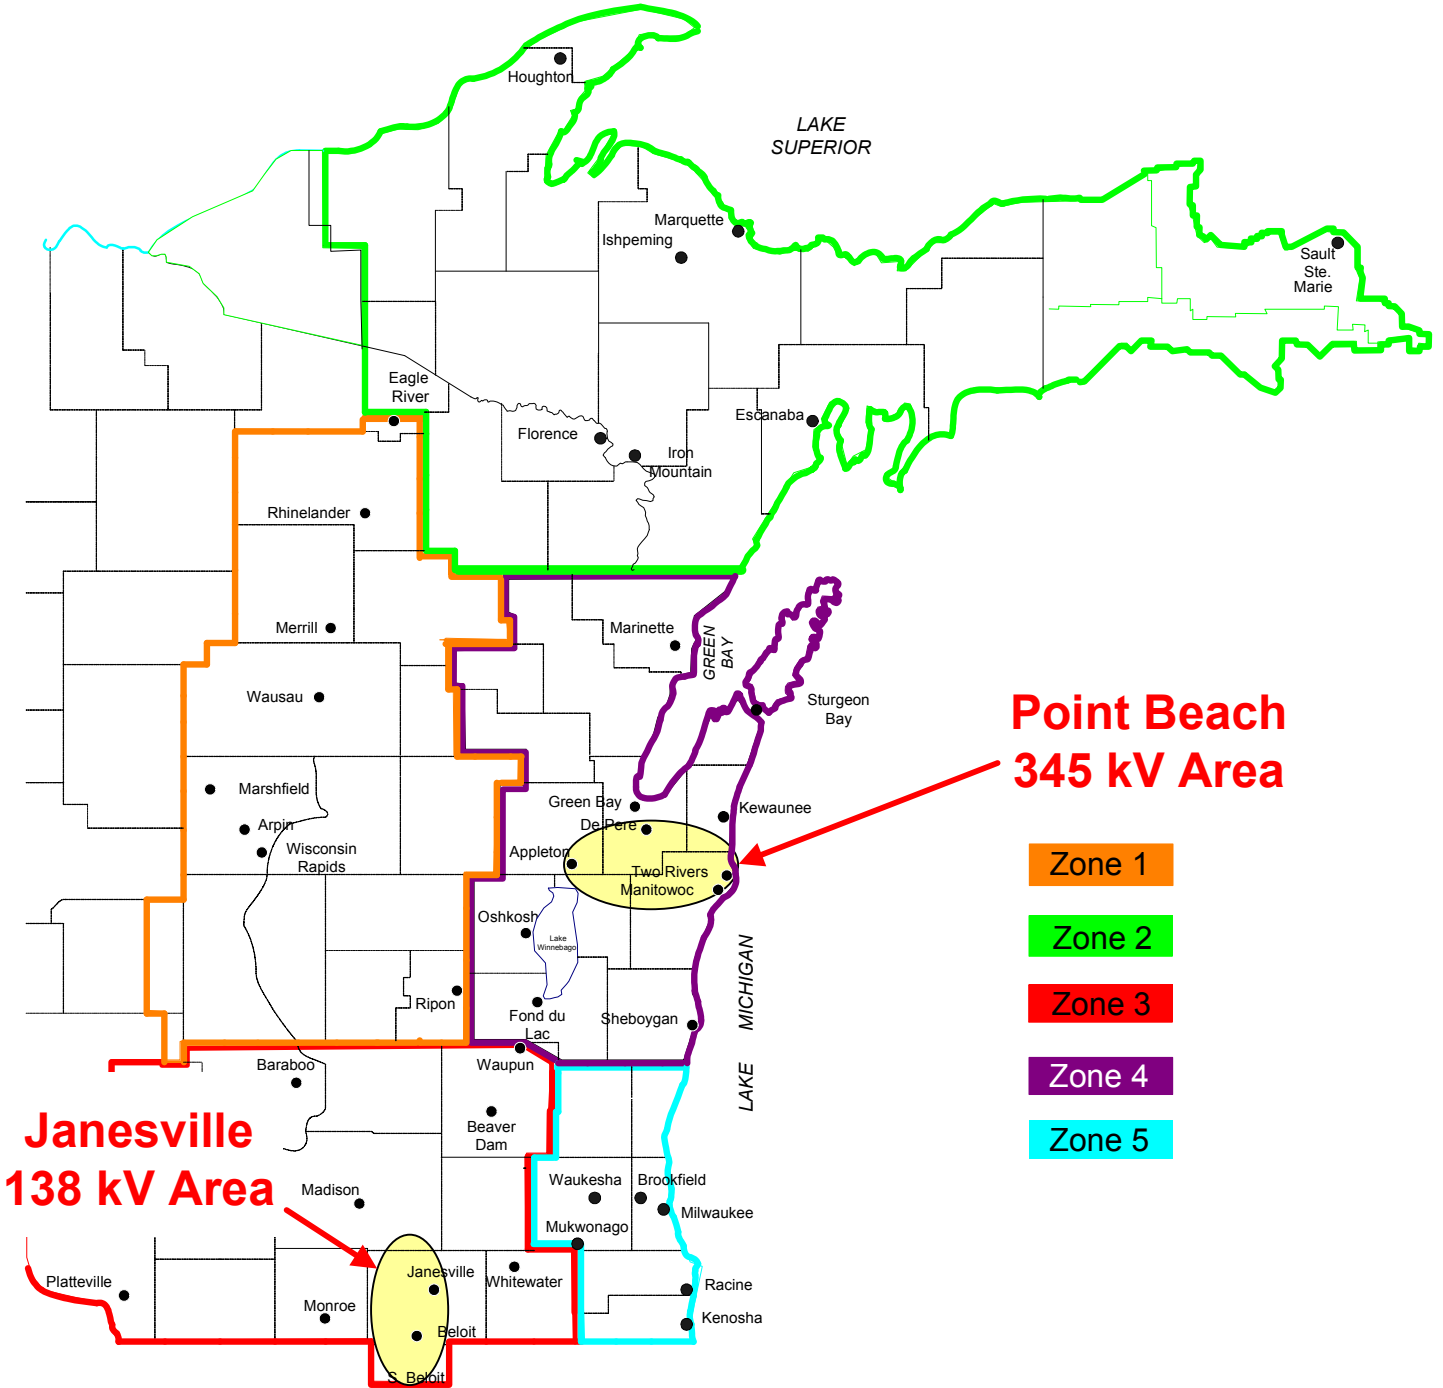 Houghton
LAKE
SUPERIOR
Marquette
Ishpeming
Sault
Ste.
Marie
Eagle
River
Escanaba
Florence
Iron
Mountain
Rhinelander
Merrill
Marinette
GREEN
BAY
Wausau
Sturgeon
Bay
Point Beach
345 kV Area
Marshfield
Green Bay
Kewaunee
Arpin
De Pere
Wisconsin
Rapids
Appleton
Two Rivers
Manitowoc
Zone 1
Oshkosh
Lake
Winnebago
Zone 2
LAKE MICHIGAN
Ripon
Fond du
Lac
Sheboygan
Zone 3
Baraboo
Waupun
Zone 4
Janesville
138 kV Area
Beaver
Dam
Zone 5
Madison
Waukesha
Brookfield
Milwaukee
Mukwonago
Platteville
Janesville
Whitewater
Racine
Monroe
Beloit
Kenosha
S. Beloit